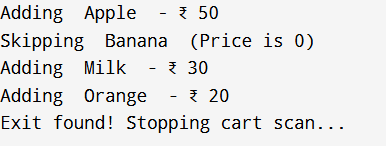 Adding  Apple  - ₹ 50
Skipping  Banana  (Price is 0)
Adding  Milk  - ₹ 30
Adding  Orange  - ₹ 20
Exit found! Stopping cart scan...